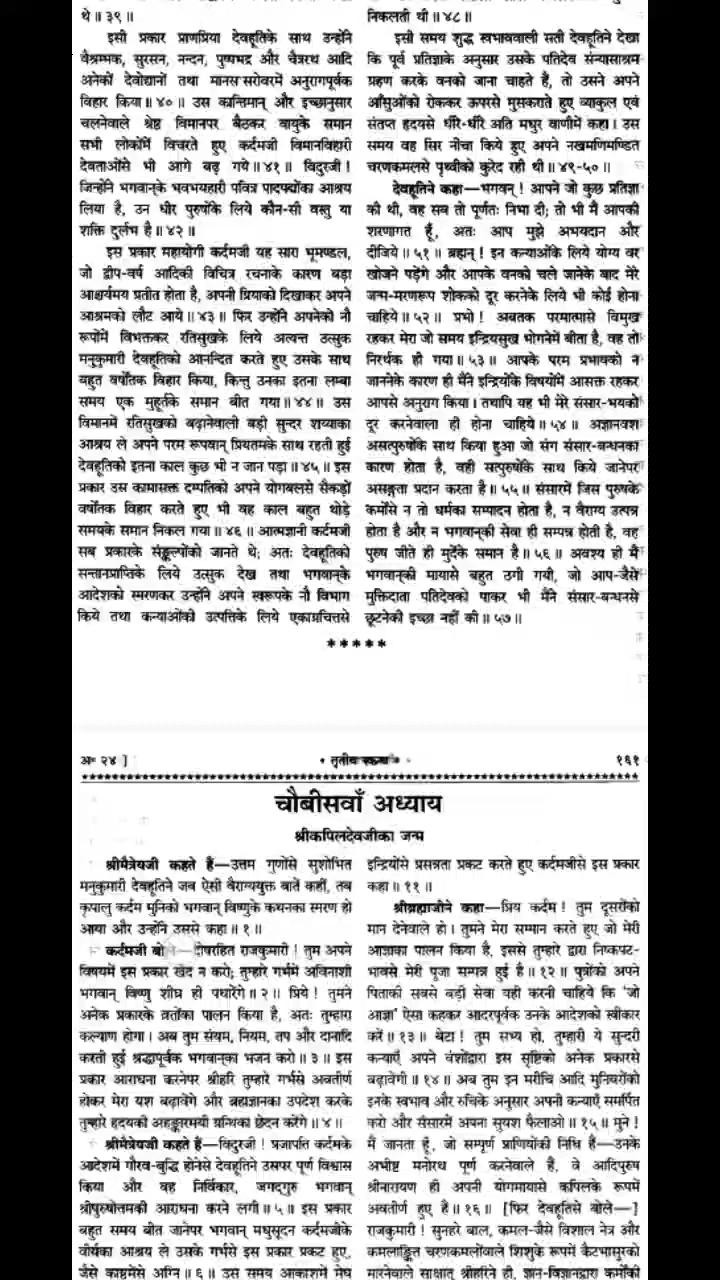 थे॥३९॥
इसी प्रकार प्राणप्रिया देवहूतिके साथ उन्होंने
वैश्रम्भक, सुरसन, नन्दन, पुष्पभद्र और चैत्ररथ आदि
अनेकों देवोद्यानों तथा मानस सरोवरमें अनुरागपूर्वक
विहार किया॥४०॥ उस कान्तिमान् और इच्छानुसार
चलनेवाले श्रेष्ठ विमानपर बैठकर वायुके समान
सभी लोकोंमें विचरते हुए कर्दमजी विमानविहारी
देवताओंसे भी आगे बढ़ गये॥४१॥ विदुरजी!
जिन्होंने भगवान्के भवभयहारी पवित्र पादपद्मोंका आश्रय
लिया है, उन धीर पुरुषोंके लिये कौन-सी वस्तु या
शक्ति दुर्लभ है॥४२॥
इस प्रकार महायोगी कर्दमजी यह सारा भूमण्डल,
जो द्वीप-वर्ष आदिकी विचित्र रचनाके कारण बड़ा
आश्चर्यमय प्रतीत होता है, अपनी प्रियाको दिखाकर अपने
आश्रमको लौट आये॥४३॥ फिर उन्होंने अपनेको नौ
रूपोंमें विभक्तकर रतिसुखके लिये अत्यन्त उत्सुक
मनुकुमारी देवहूतिको आनन्दित करते हुए उसके साथ
बहुत वर्षोंतक विहार किया, किन्तु उनका इतना लम्बा
समय एक मुहूर्तके समान बीत गया॥४४॥ उस
विमानमें रतिसुखको बढ़ानेवाली बड़ी सुन्दर शय्याका
आश्रय ले अपने परम रूपवान् प्रियतमके साथ रहती हुई
देवहूतिको इतना काल कुछ भी न जान पड़ा॥४५॥ इस
प्रकार उस कामासक्त दम्पतिको अपने योगबलसे सैकड़ों
वर्षोंतक विहार करते हुए भी वह काल बहुत थोड़े
समयके समान निकल गया॥४६॥ आत्मज्ञानी कर्दमजी
सब प्रकारके संङ्कल्पोंको जानते थे; अतः देवहूतिको
सन्तानप्राप्तिके लिये उत्सुक देख तथा भगवान्के
आदेशको स्मरणकर उन्होंने अपने स्वरूपके नौ विभाग
किये तथा कन्याओंकी उत्पत्तिके लिये एकाग्रचित्तसे
निकलती थी॥४८॥
इसी समय शुद्ध स्वभाववाली सती देवहूतिने देखा
कि पूर्व प्रतिज्ञाके अनुसार उसके पतिदेव संन्यासाश्रम
ग्रहण करके वनको जाना चाहते हैं, तो उसने अपने
आँसुओंको रोककर ऊपरसे मुसकराते हुए व्याकुल एवं
संतप्त हृदयसे धीरे-धीरे अति मधुर वाणीमें कहा। उस
समय वह सिर नीचा किये हुए अपने नखमणिमण्डित
चरणकमलसे पृथ्वीको कुरेद रही थी॥४९-५०॥
देवहूतिने कहा—भगवन्! आपने जो कुछ प्रतिज्ञा
की थी, वह सब तो पूर्णतः निभा दी; तो भी मैं आपकी
शरणागत हूँ, अतः आप मुझे अभयदान और
दीजिये॥५१॥ ब्रह्मन्! इन कन्याओंके लिये योग्य वर
खोजने पड़ेंगे और आपके वनको चले जानेके बाद मेरे
जन्म-मरणरूप शोकको दूर करनेके लिये भी कोई होना
चाहिये॥५२॥ प्रभो! अबतक परमात्मासे विमुख
रहकर मेरा जो समय इन्द्रियसुख भोगनेमें बीता है, वह तो
निरर्थक ही गया॥५३॥ आपके परम प्रभावको न
जाननेके कारण ही मैंने इन्द्रियोंके विषयोंमें आसक्त रहकर
आपसे अनुराग किया। तथापि यह भी मेरे संसार-भयको
दूर करनेवाला ही होना चाहिये॥५४॥ अज्ञानवश
असत्पुरुषोंके साथ किया हुआ जो संग संसार-बन्धनका
कारण होता है, वही सत्पुरुषोंके साथ किये जानेपर
असङ्गता प्रदान करता है॥५५॥ संसारमें जिस पुरुषके
कर्मोंसे न तो धर्मका सम्पादन होता है, न वैराग्य उत्पन्न
होता है और न भगवान्की सेवा ही सम्पन्न होती है, वह
पुरुष जीते ही मुर्देके समान है॥५६॥ अवश्य ही मैं
भगवान्की मायासे बहुत ठगी गयी, जो आप-जैसे
मुक्तिदाता पतिदेवको पाकर भी मैंने संसार-बन्धनसे
छूटनेकी इच्छा नहीं की॥५७॥
*****
अ० २४ ]
* तृतीय स्कन्ध *
१६१
चौबीसवाँ अध्याय
श्रीकपिलदेवजीका जन्म
श्रीमैत्रेयजी कहते हैं—उत्तम गुणोंसे सुशोभित
मनुकुमारी देवहूतिने जब ऐसी वैराग्ययुक्त बातें कहीं, तब
कृपालु कर्दम मुनिको भगवान् विष्णुके कथनका स्मरण हो
आया और उन्होंने उससे कहा॥१॥
कर्दमजी बोले—दोषरहित राजकुमारी! तुम अपने
विषयमें इस प्रकार खेद न करो; तुम्हारे गर्भमें अविनाशी
भगवान् विष्णु शीघ्र ही पधारेंगे॥२॥ प्रिये! तुमने
अनेक प्रकारके व्रतोंका पालन किया है, अतः तुम्हारा
कल्याण होगा। अब तुम संयम, नियम, तप और दानादि
करती हुई श्रद्धापूर्वक भगवान्का भजन करो॥३॥ इस
प्रकार आराधना करनेपर श्रीहरि तुम्हारे गर्भसे अवतीर्ण
होकर मेरा यश बढ़ावेंगे और ब्रह्मज्ञानका उपदेश करके
तुम्हारे हृदयकी अहङ्कारमयी ग्रन्थिका छेदन करेंगे॥४॥
श्रीमैत्रेयजी कहते हैं—विदुरजी! प्रजापति कर्दमके
आदेशमें गौरव-बुद्धि होनेसे देवहूतिने उसपर पूर्ण विश्वास
किया और वह निर्विकार, जगद्गुरु भगवान्
श्रीपुरुषोत्तमकी आराधना करने लगी॥५॥ इस प्रकार
बहुत समय बीत जानेपर भगवान् मधुसूदन कर्दमजीके
वीर्यका आश्रय ले उसके गर्भसे इस प्रकार प्रकट हुए,
जैसे काष्ठमेंसे अग्नि॥६॥ उस समय आकाशमें मेघ
इन्द्रियोंसे प्रसन्नता प्रकट करते हुए कर्दमजीसे इस प्रकार
कहा॥११॥
श्रीब्रह्माजीने कहा—प्रिय कर्दम! तुम दूसरोंको
मान देनेवाले हो। तुमने मेरा सम्मान करते हुए जो मेरी
आज्ञाका पालन किया है, इससे तुम्हारे द्वारा निष्कपट-
भावसे मेरी पूजा सम्पन्न हुई है॥१२॥ पुत्रोंको अपने
पिताकी सबसे बड़ी सेवा यही करनी चाहिये कि 'जो
आज्ञा' ऐसा कहकर आदरपूर्वक उनके आदेशको स्वीकार
करें॥१३॥ बेटा! तुम सभ्य हो, तुम्हारी ये सुन्दरी
कन्याएँ अपने वंशोंद्वारा इस सृष्टिको अनेक प्रकारसे
बढ़ावेंगी॥१४॥ अब तुम इन मरीचि आदि मुनिवरोंको
इनके स्वभाव और रुचिके अनुसार अपनी कन्याएँ समर्पित
करो और संसारमें अपना सुयश फैलाओ॥१५॥ मुने!
मैं जानता हूँ, जो सम्पूर्ण प्राणियोंकी निधि हैं—उनके
अभीष्ट मनोरथ पूर्ण करनेवाले हैं, वे आदिपुरुष
श्रीनारायण ही अपनी योगमायासे कपिलके रूपमें
अवतीर्ण हुए हैं॥१६॥ [फिर देवहूतिसे बोले—]
राजकुमारी! सुनहरे बाल, कमल-जैसे विशाल नेत्र और
कमलाङ्कित चरणकमलोंवाले शिशुके रूपमें कैटभासुरको
मारनेवाले साक्षात् श्रीहरिने ही, ज्ञान-विज्ञानद्वारा कर्मोंकी